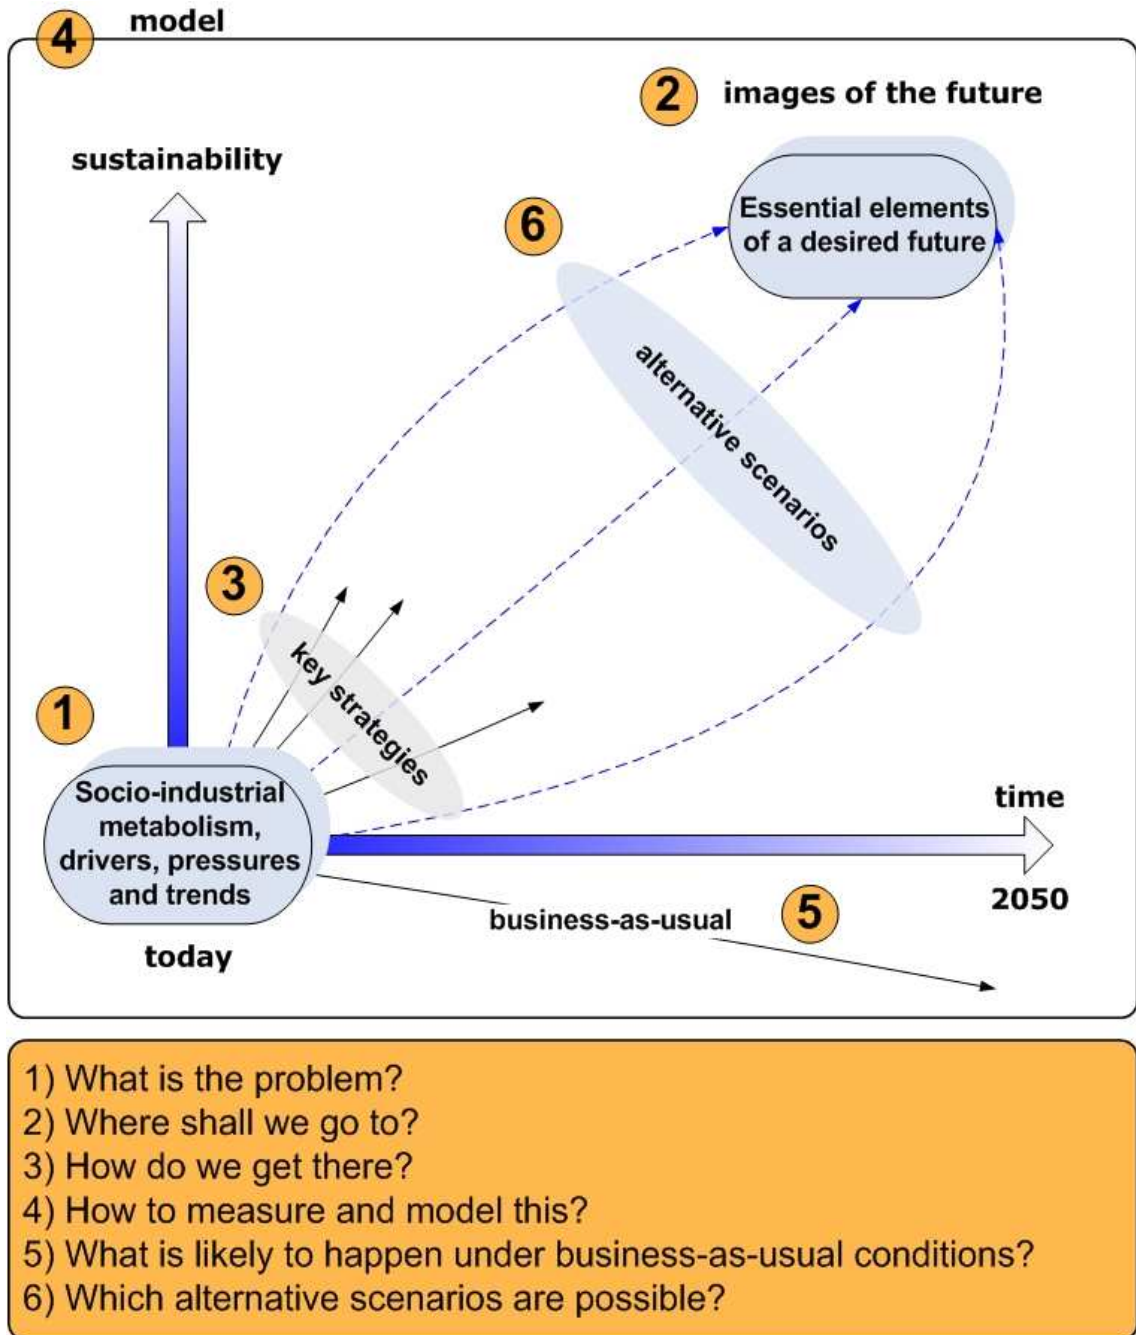 4
model
2
images of the future
sustainability
6
Essential elements
of a desired future
alternative scenarios
3
key strategies
1
Socio-industrial
metabolism,
drivers, pressures
and trends
today
time
2050
business-as-usual
5
1) What is the problem?
2) Where shall we go to?
3) How do we get there?
4) How to measure and model this?
5) What is likely to happen under business-as-usual conditions?
6) Which alternative scenarios are possible?